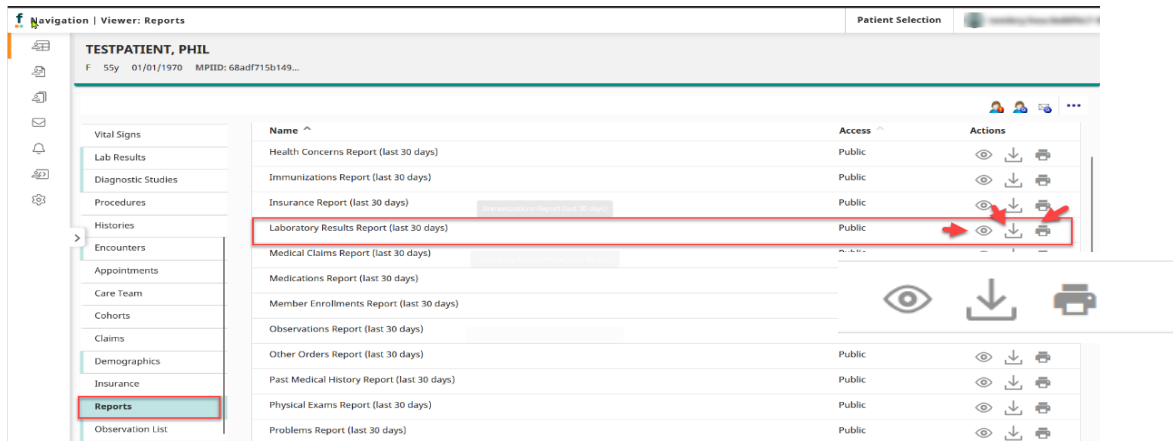 Navigation | Viewer: Reports
Patient Selection
TESTPATIENT, PHIL
F 55y 01/01/1970 MPIID: 68adf715b149...
Vital Signs
Lab Results
Diagnostic Studies
Procedures
Histories
Encounters
Appointments
Care Team
Cohorts
Claims
Demographics
Insurance
Reports
Observation List
Name Access Actions
Health Concerns Report (last 30 days) Public
Immunizations Report (last 30 days) Public
Insurance Report (last 30 days) Public
Laboratory Results Report (last 30 days) Public
Medical Claims Report (last 30 days)
Medications Report (last 30 days)
Member Enrollments Report (last 30 days)
Observations Report (last 30 days)
Other Orders Report (last 30 days) Public
Past Medical History Report (last 30 days) Public
Physical Exams Report (last 30 days) Public
Problems Report (last 30 days) Public